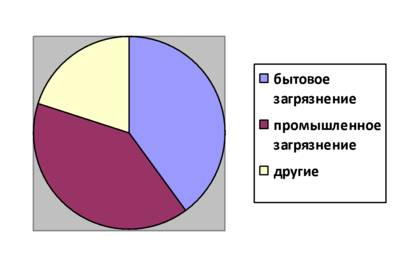 бытовое
загрязнение
промышленное
загрязнение
другие